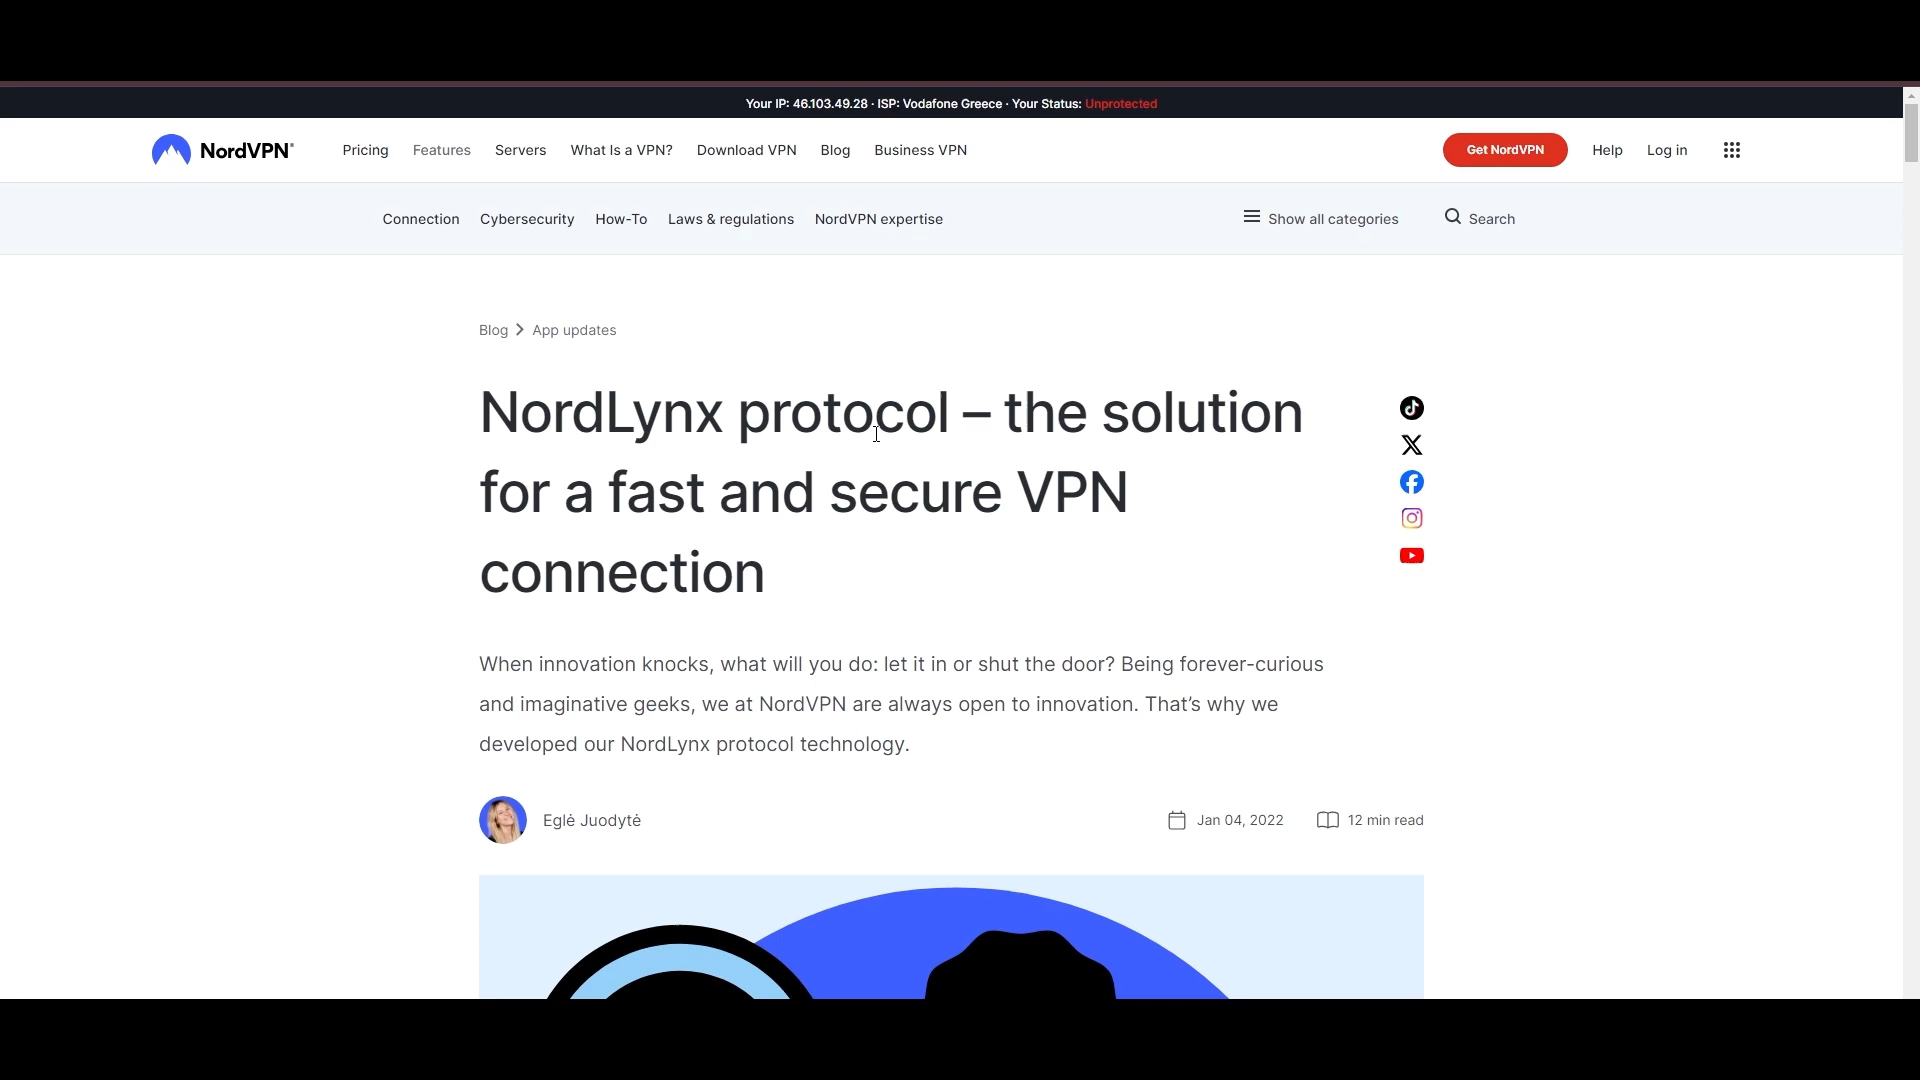 Your IP: 46.103.49.28 · ISP: Vodafone Greece · Your Status: Unprotected
NordVPN®
Pricing
Features
Servers
What Is a VPN?
Download VPN
Blog
Business VPN
Get NordVPN
Help
Log in
Connection
Cybersecurity
How-To
Laws & regulations
NordVPN expertise
Show all categories
Search
Blog
App updates
NordLynx protocol – the solution
for a fast and secure VPN
connection
When innovation knocks, what will you do: let it in or shut the door? Being forever-curious
and imaginative geeks, we at NordVPN are always open to innovation. That’s why we
developed our NordLynx protocol technology.
Eglė Juodytė
Jan 04, 2022
12 min read